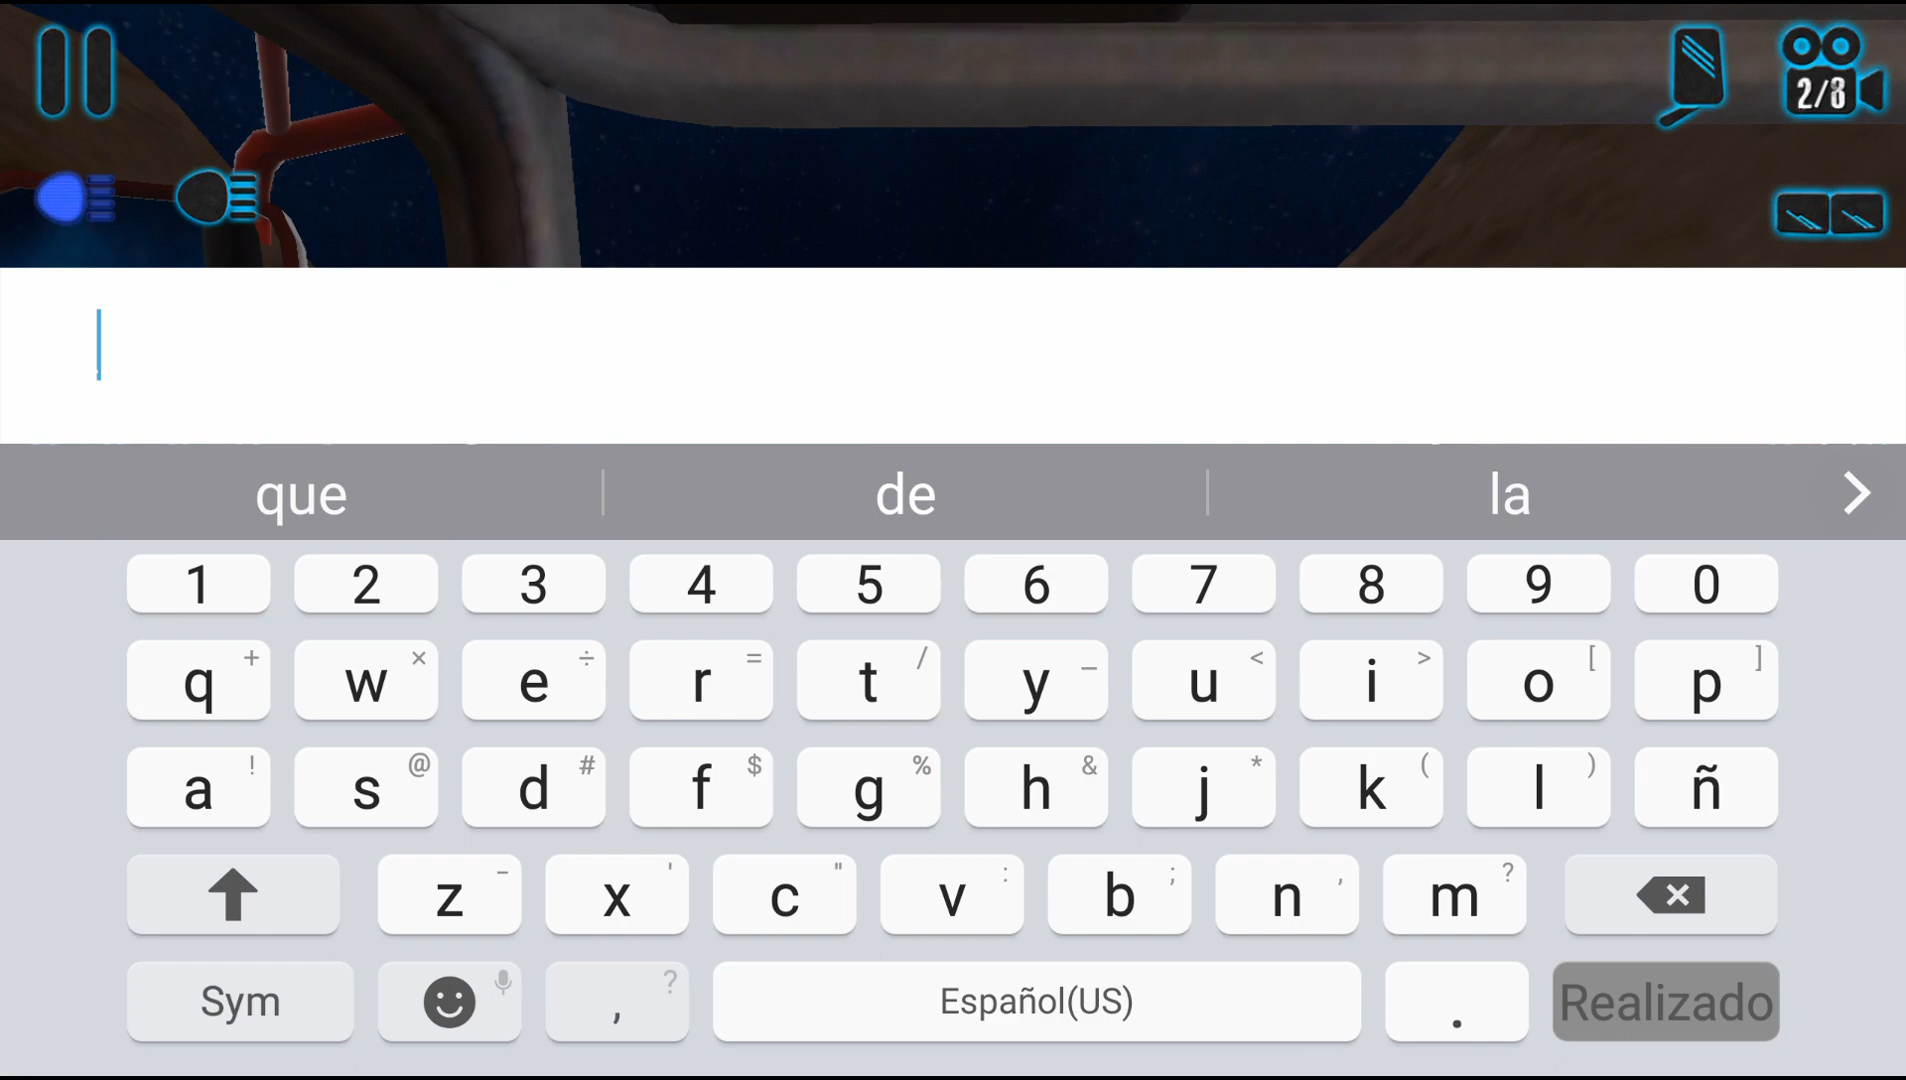 2/8
que de la
1 2 3 4 5 6 7 8 9 0
q + w × e ÷ r = t / y _ u < i > o [ p ]
a ! s @ d # f $ g % h & j * k ( l ) ñ
z - x ' c " v : b ; n , m ?
Sym , ? Español(US) . Realizado